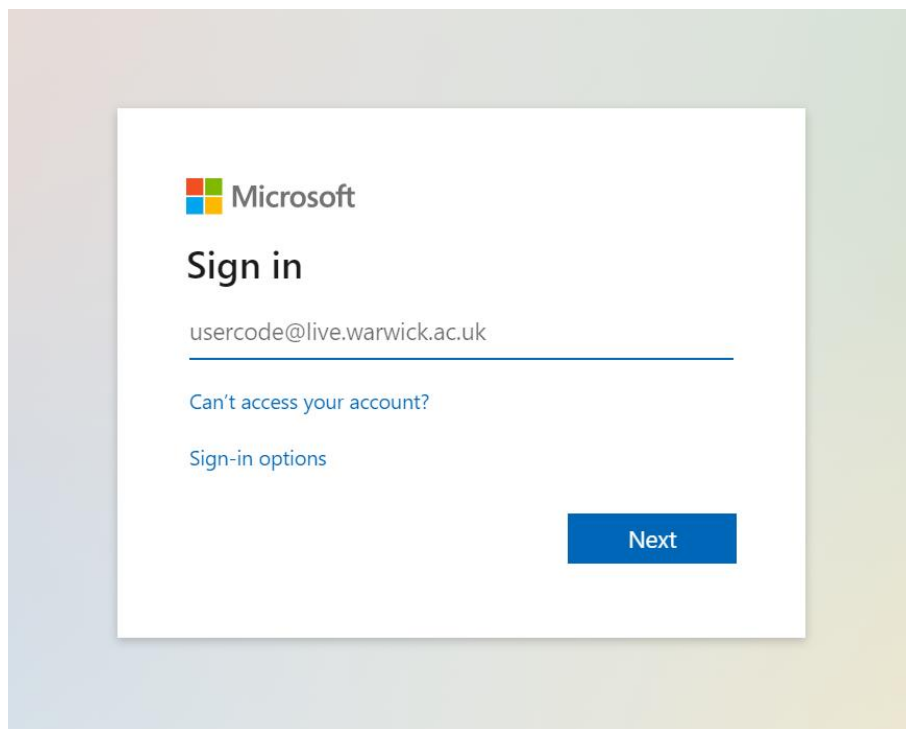 Microsoft
Sign in
usercode@live.warwick.ac.uk
Can't access your account?
Sign-in options
Next